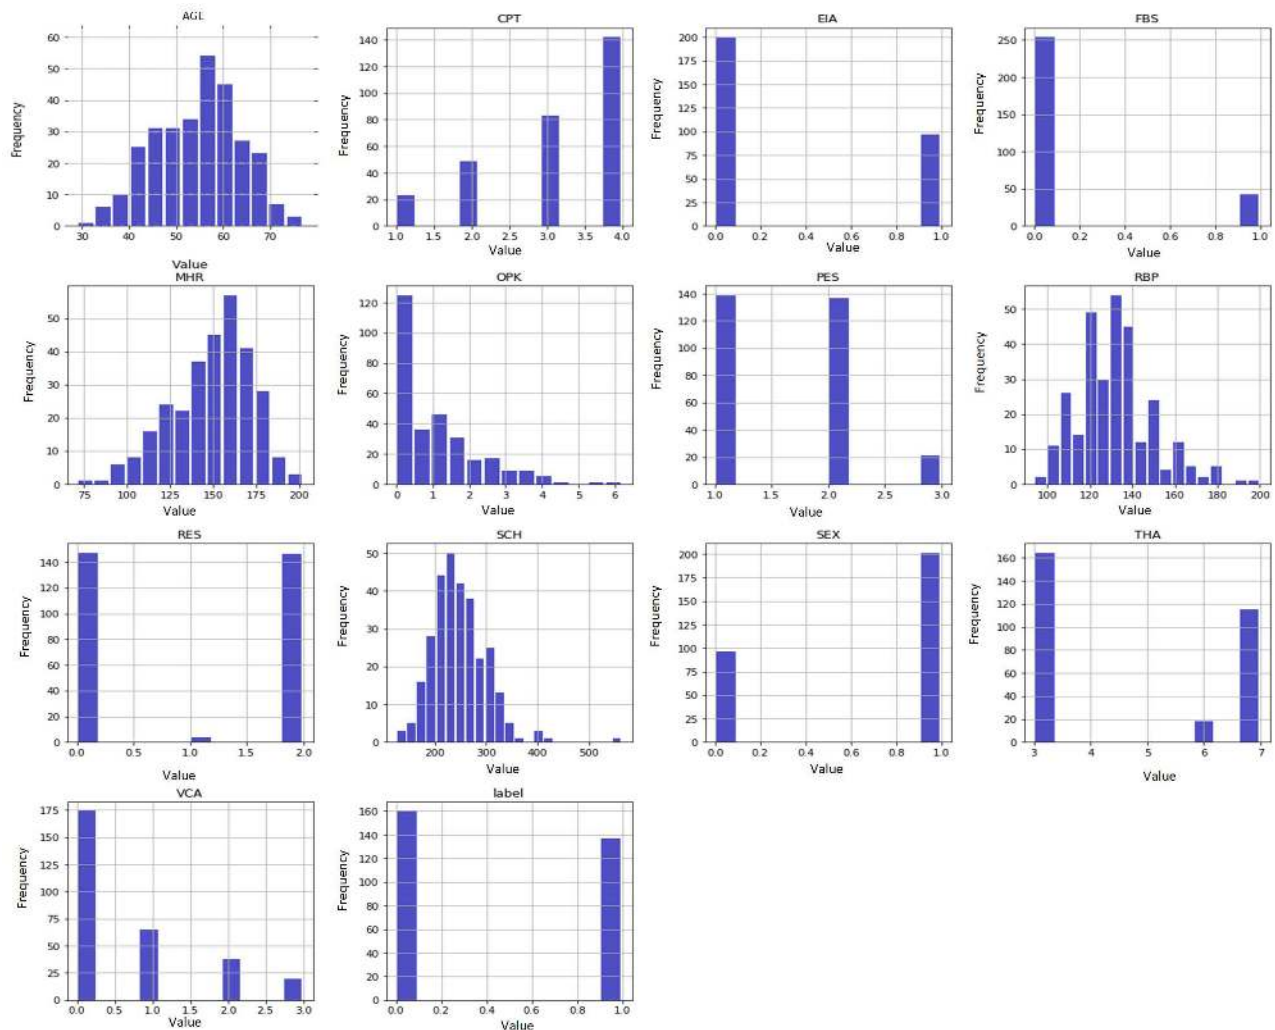 AGL
60
50
40
30
20
10
0
Frequency
30 40 50 60 70
Value
CPT
140
120
100
80
60
40
20
0
Frequency
1.0 1.5 2.0 2.5 3.0 3.5 4.0
Value
EIA
200
175
150
125
100
75
50
25
0
Frequency
0.0 0.2 0.4 0.6 0.8 1.0
Value
FBS
250
200
150
100
50
0
Frequency
0.0 0.2 0.4 0.6 0.8 1.0
Value
MHR
50
40
30
20
10
0
Frequency
75 100 125 150 175 200
Value
OPK
120
100
80
60
40
20
0
Frequency
0 1 2 3 4 5 6
Value
PES
140
120
100
80
60
40
20
0
Frequency
1.0 1.5 2.0 2.5 3.0
Value
RBP
50
40
30
20
10
0
Frequency
100 120 140 160 180 200
Value
RES
140
120
100
80
60
40
20
0
Frequency
0.0 0.5 1.0 1.5 2.0
Value
SCH
50
40
30
20
10
0
Frequency
200 300 400 500
Value
SEX
200
175
150
125
100
75
50
25
0
Frequency
0.0 0.2 0.4 0.6 0.8 1.0
Value
THA
160
140
120
100
80
60
40
20
0
Frequency
3 4 5 6 7
Value
VCA
175
150
125
100
75
50
25
0
Frequency
0.0 0.5 1.0 1.5 2.0 2.5 3.0
Value
label
160
140
120
100
80
60
40
20
0
Frequency
0.0 0.2 0.4 0.6 0.8 1.0
Value